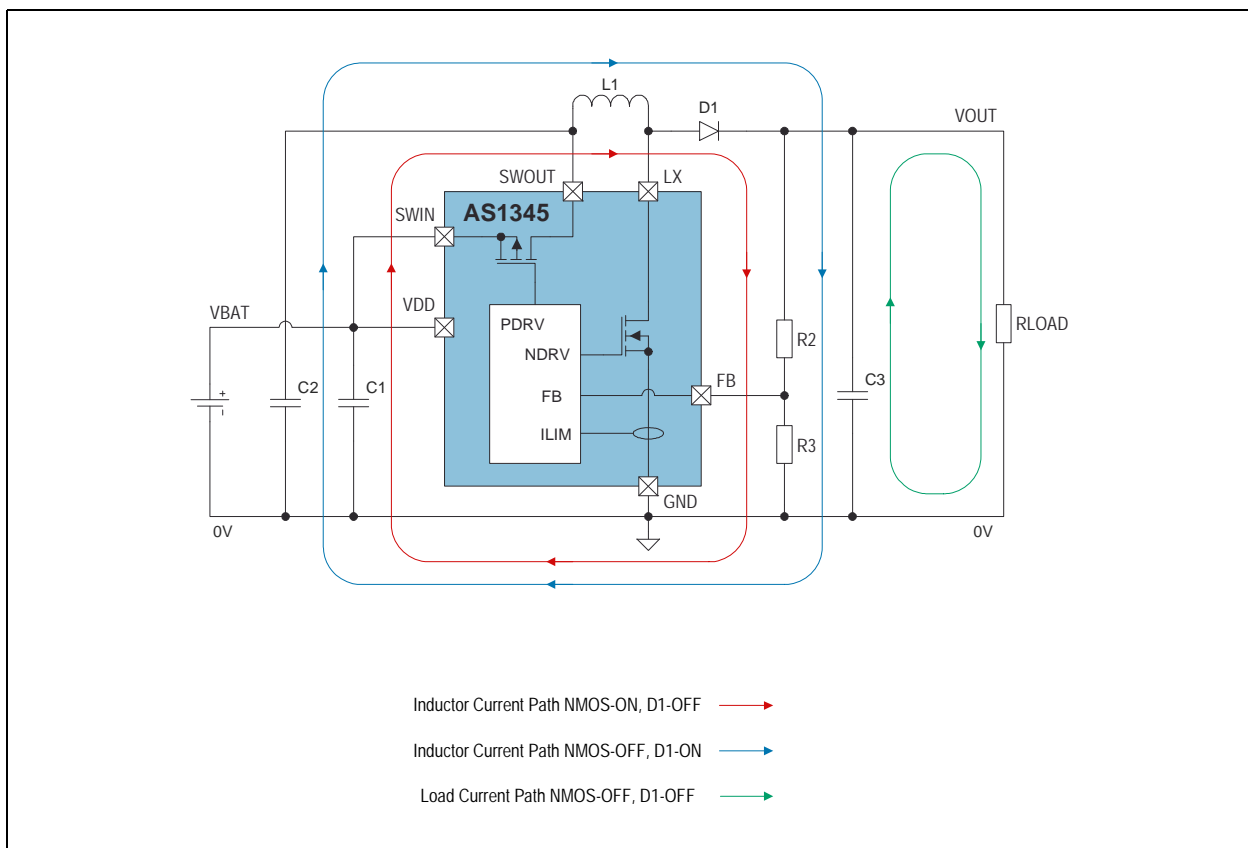 L1
D1
VOUT
SWOUT
LX
AS1345
SWIN
VBAT
VDD
PDRV
NDRV
R2
RLOAD
+
-
C2
C1
FB
FB
C3
ILIM
R3
GND
0V
0V
Inductor Current Path NMOS-ON, D1-OFF
Inductor Current Path NMOS-OFF, D1-ON
Load Current Path NMOS-OFF, D1-OFF